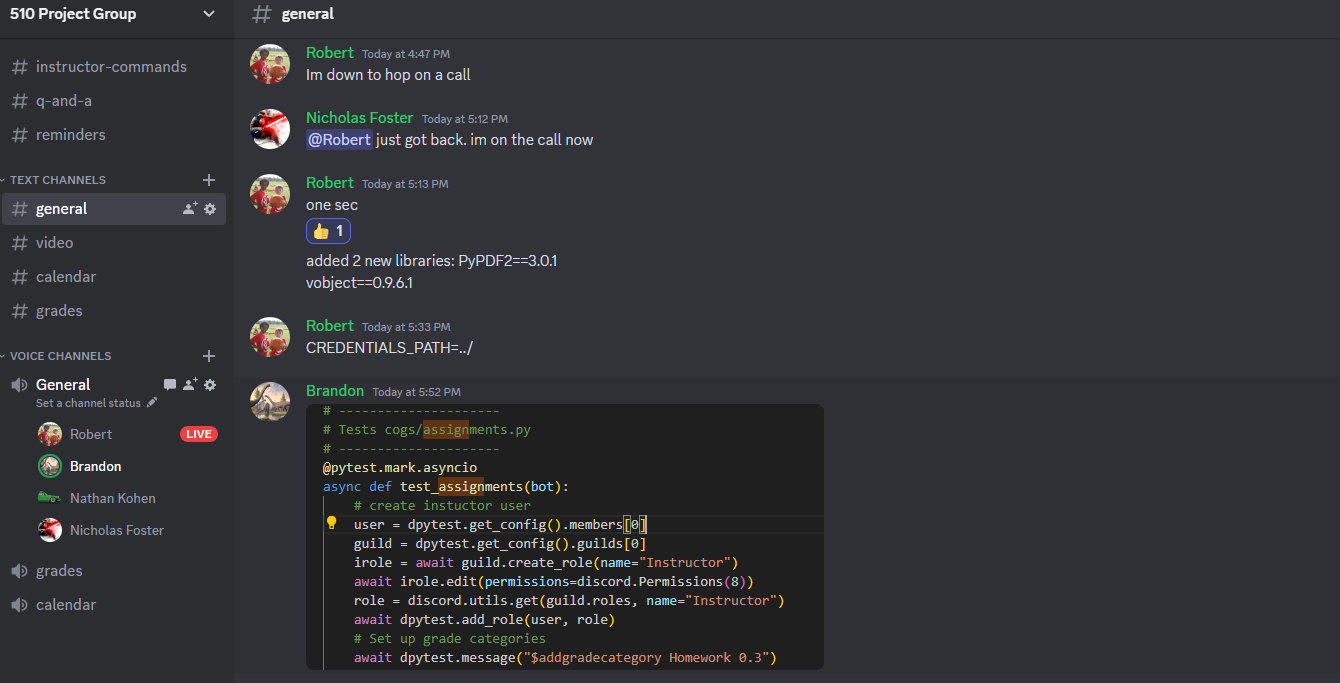 510 Project Group
# general
# instructor-commands
# q-and-a
# reminders
TEXT CHANNELS
# general
# video
# calendar
# grades
VOICE CHANNELS
General
Set a channel status
Robert LIVE
Brandon
Nathan Kohen
Nicholas Foster
grades
calendar
Robert Today at 4:47 PM
Im down to hop on a call
Nicholas Foster Today at 5:12 PM
@Robert just got back. im on the call now
Robert Today at 5:13 PM
one sec
👍 1
added 2 new libraries: PyPDF2==3.0.1
vobject==0.9.6.1
Robert Today at 5:33 PM
CREDENTIALS_PATH=../
Brandon Today at 5:52 PM
# ---------------------
# Tests cogs/assignments.py
# ---------------------
@pytest.mark.asyncio
async def test_assignments(bot):
    # create instuctor user
    user = dpytest.get_config().members[0]
    guild = dpytest.get_config().guilds[0]
    irole = await guild.create_role(name="Instructor")
    await irole.edit(permissions=discord.Permissions(8))
    role = discord.utils.get(guild.roles, name="Instructor")
    await dpytest.add_role(user, role)
    # Set up grade categories
    await dpytest.message("$addgradecategory Homework 0.3")